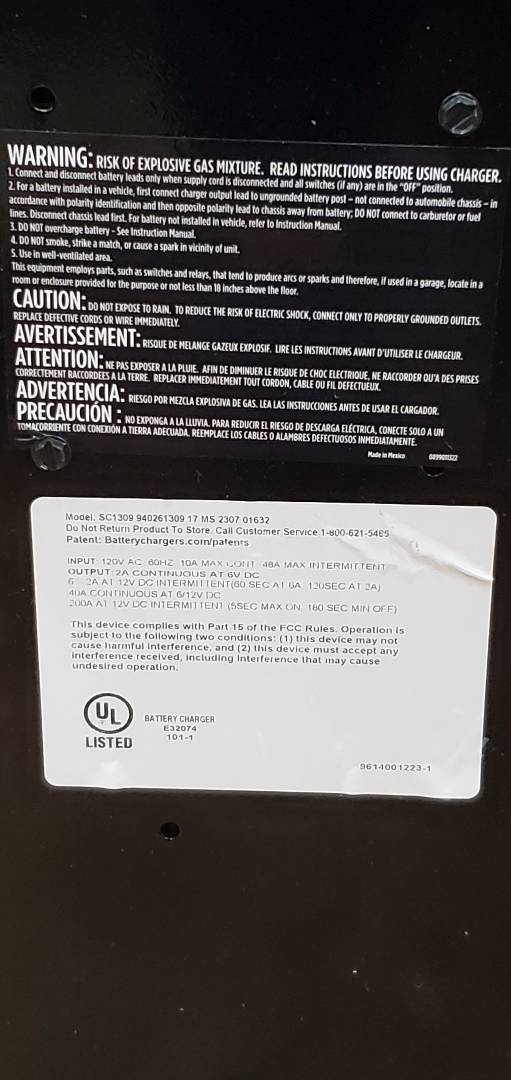 WARNING: RISK OF EXPLOSIVE GAS MIXTURE. READ INSTRUCTIONS BEFORE USING CHARGER.
1. Connect and disconnect battery leads only when supply cord is disconnected and all switches (if any) are in the "OFF" position.
2. For a battery installed in a vehicle, first connect charger output lead to ungrounded battery post – not connected to automobile chassis – in
accordance with polarity identification and then opposite polarity lead to chassis away from battery; DO NOT connect to carburetor or fuel
lines. Disconnect chassis lead first. For battery not installed in vehicle, refer to Instruction Manual.
3. DO NOT overcharge battery - See Instruction Manual.
4. DO NOT smoke, strike a match, or cause a spark in vicinity of unit.
5. Use in well-ventilated area.
This equipment employs parts, such as switches and relays, that tend to produce arcs or sparks and therefore, if used in a garage, locate in a
room or enclosure provided for the purpose or not less than 18 inches above the floor.
CAUTION: DO NOT EXPOSE TO RAIN. TO REDUCE THE RISK OF ELECTRIC SHOCK, CONNECT ONLY TO PROPERLY GROUNDED OUTLETS.
REPLACE DEFECTIVE CORDS OR WIRE IMMEDIATELY.
AVERTISSEMENT: RISQUE DE MELANGE GAZEUX EXPLOSIF. LIRE LES INSTRUCTIONS AVANT D'UTILISER LE CHARGEUR.
ATTENTION: NE PAS EXPOSER A LA PLUIE. AFIN DE DIMINUER LE RISQUE DE CHOC ELECTRIQUE, NE RACCORDER QU'A DES PRISES
CORRECTEMENT RACCORDEES A LA TERRE. REPLACER IMMEDIATEMENT TOUT CORDON, CABLE OU FIL DEFECTUEUX.
ADVERTENCIA: RIESGO POR MEZCLA EXPLOSIVA DE GAS. LEA LAS INSTRUCCIONES ANTES DE USAR EL CARGADOR.
PRECAUCIÓN : NO EXPONGA A LA LLUVIA. PARA REDUCIR EL RIESGO DE DESCARGA ELÉCTRICA, CONECTE SOLO A UN
TOMACORRIENTE CON CONEXIÓN A TIERRA ADECUADA. REEMPLACE LOS CABLES O ALAMBRES DEFECTUOSOS INMEDIATAMENTE.
Made in Mexico 0899011322
Model: SC1309 940261309 17 MS 2307 01632
Do Not Return Product To Store, Call Customer Service 1-800-621-5485
Patent: Batterychargers.com/patents
INPUT: 120V AC 60HZ 10A MAX CONT. 48A MAX INTERMITTENT
OUTPUT: 2A CONTINUOUS AT 6V DC
6 2A AT 12V DC INTERMITTENT(60 SEC AT 6A 120SEC AT 2A)
40A CONTINUOUS AT 6/12V DC
200A AT 12V DC INTERMITTENT (5SEC MAX ON, 180 SEC MIN OFF)
This device complies with Part 15 of the FCC Rules. Operation is
subject to the following two conditions: (1) this device may not
cause harmful interference, and (2) this device must accept any
interference received, including interference that may cause
undesired operation.
UL
LISTED
BATTERY CHARGER
E32074
101-1
9614001223-1